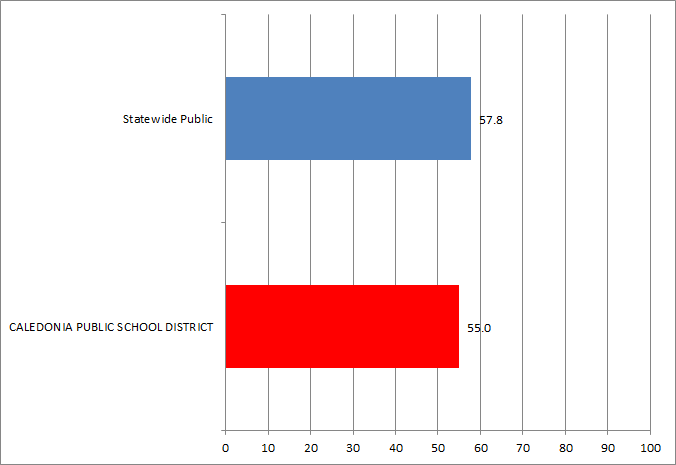 Statewide Public
57.8
CALEDONIA PUBLIC SCHOOL DISTRICT
55.0
0 10 20 30 40 50 60 70 80 90 100